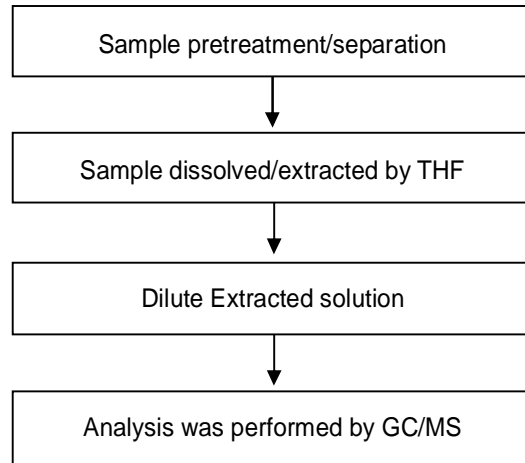 Sample pretreatment/separation
Sample dissolved/extracted by THF
Dilute Extracted solution
Analysis was performed by GC/MS